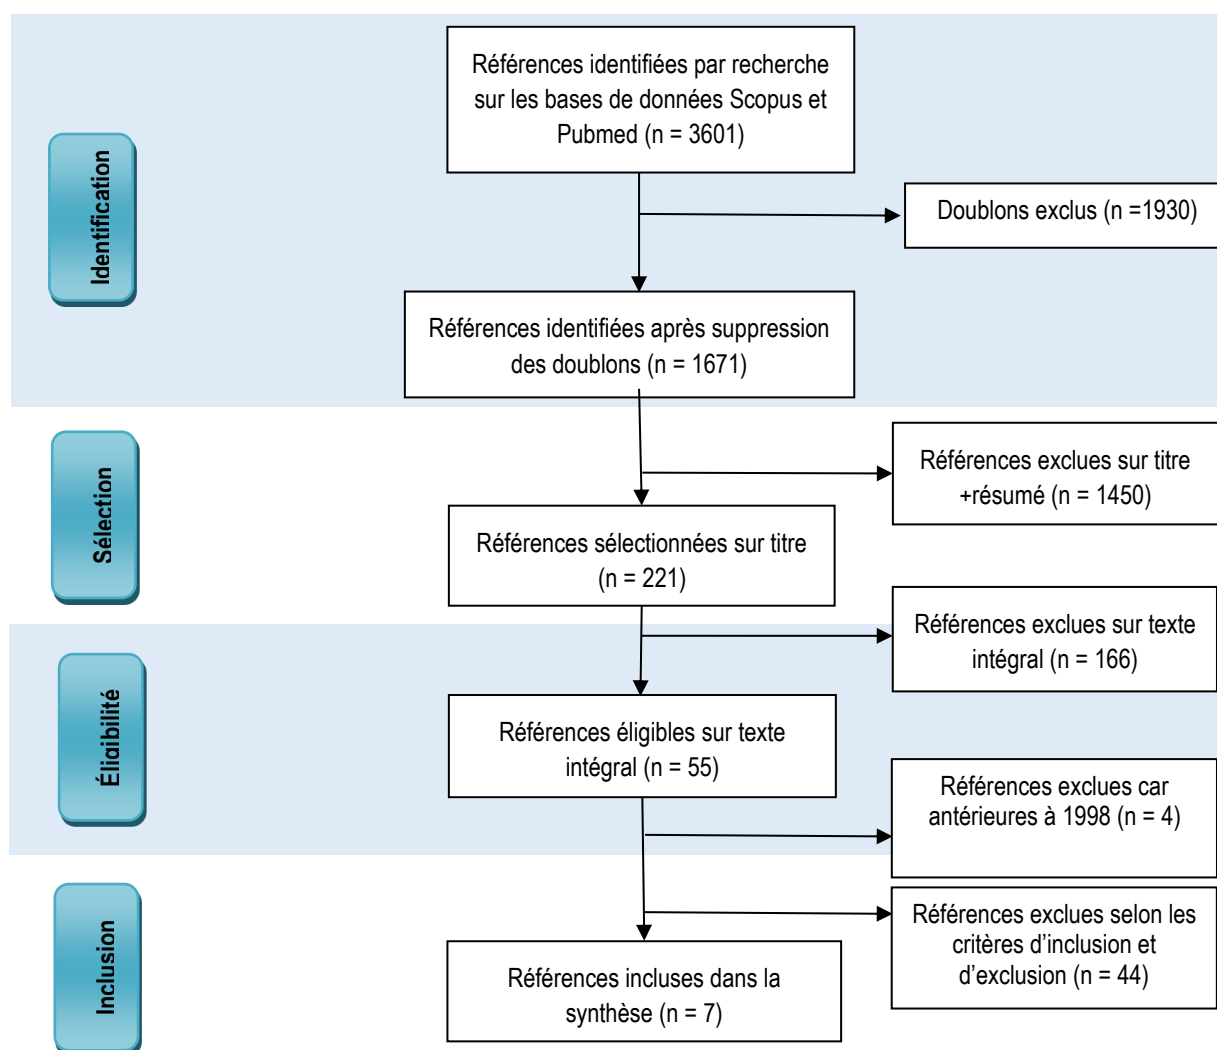 Références identifiées par recherche
sur les bases de données Scopus et
Pubmed (n = 3601)
Identification
Doublons exclus (n =1930)
Références identifiées après suppression
des doublons (n = 1671)
Sélection
Références exclues sur titre
+résumé (n = 1450)
Références sélectionnées sur titre
(n = 221)
Références exclues sur texte
intégral (n = 166)
Éligibilité
Références éligibles sur texte
intégral (n = 55)
Références exclues car
antérieures à 1998 (n = 4)
Inclusion
Références exclues selon les
critères d’inclusion et
d’exclusion (n = 44)
Références incluses dans la
synthèse (n = 7)